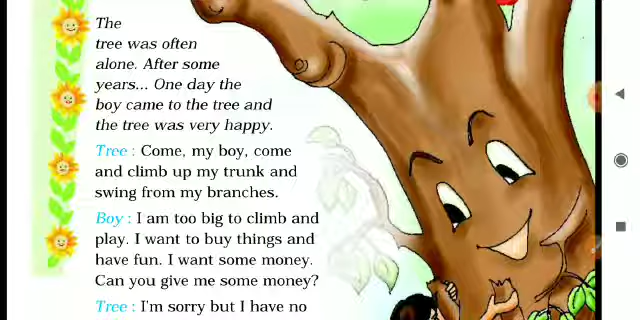 The
tree was often
alone. After some
years... One day the
boy came to the tree and
the tree was very happy.
Tree : Come, my boy, come
and climb up my trunk and
swing from my branches.
Boy : I am too big to climb and
play. I want to buy things and
have fun. I want some money.
Can you give me some money?
Tree : I'm sorry but I have no